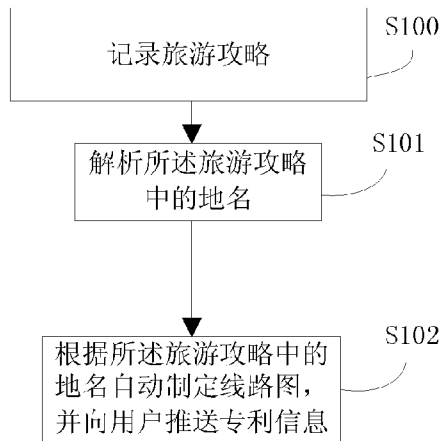 记录旅游攻略
S100
解析所述旅游攻略
中的地名
S101
根据所述旅游攻略中的
地名自动制定线路图，
并向用户推送专利信息
S102